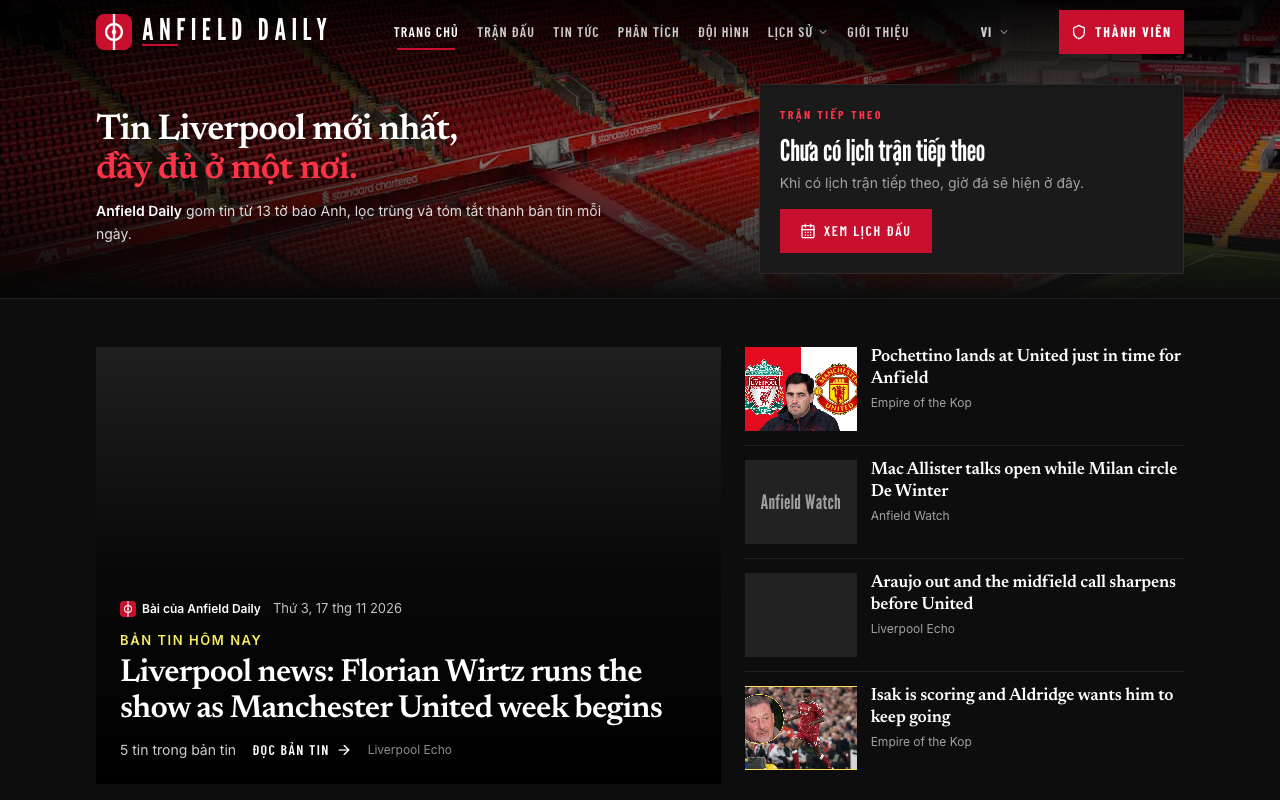 ANFIELD DAILY
TRANG CHỦ TRẬN ĐẤU TIN TỨC PHÂN TÍCH ĐỘI HÌNH LỊCH SỬ GIỚI THIỆU VI THÀNH VIÊN
Tin Liverpool mới nhất,
đầy đủ ở một nơi.
Anfield Daily gom tin từ 13 tờ báo Anh, lọc trùng và tóm tắt thành bản tin mỗi
ngày.
TRẬN TIẾP THEO
Chưa có lịch trận tiếp theo
Khi có lịch trận tiếp theo, giờ đá sẽ hiện ở đây.
XEM LỊCH ĐẤU
standard chartered
standard chartered
Bài của Anfield Daily Thứ 3, 17 thg 11 2026
BẢN TIN HÔM NAY
Liverpool news: Florian Wirtz runs the
show as Manchester United week begins
5 tin trong bản tin ĐỌC BẢN TIN Liverpool Echo
Pochettino lands at United just in time for
Anfield
Empire of the Kop
Anfield Watch
Mac Allister talks open while Milan circle
De Winter
Anfield Watch
Araujo out and the midfield call sharpens
before United
Liverpool Echo
Isak is scoring and Aldridge wants him to
keep going
Empire of the Kop